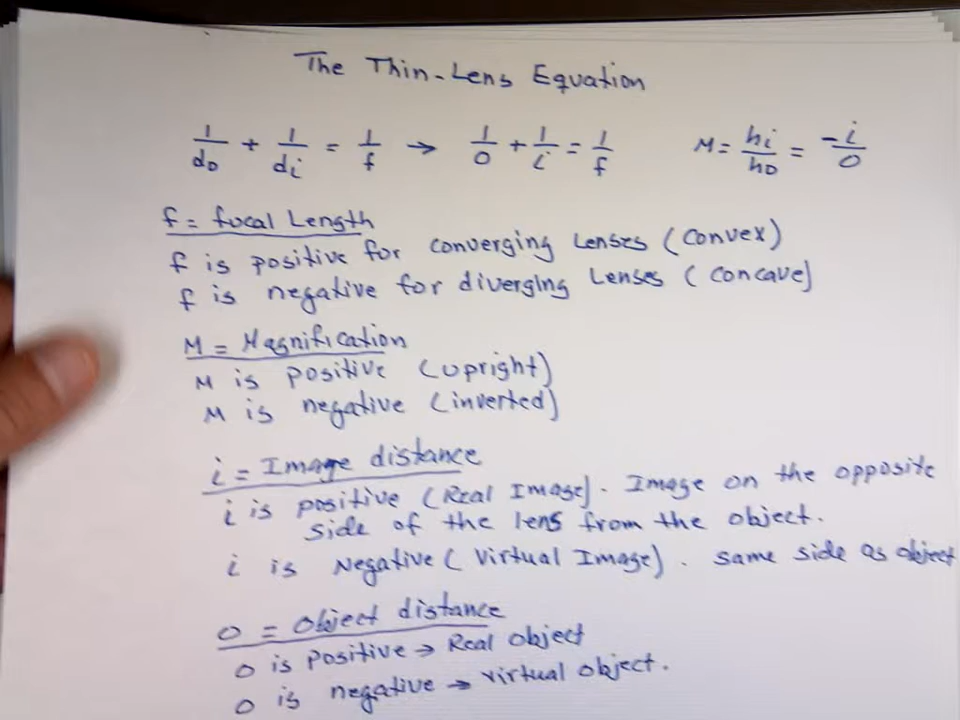 The Thin-Lens Equation
1/do + 1/di = 1/f → 1/o + 1/i = 1/f M = hi/ho = -i/o
f = focal Length
f is positive for converging Lenses (convex)
f is negative for diverging Lenses (concave)
M = Magnification
M is positive (upright)
M is negative (inverted)
i = Image distance
i is positive (Real Image). Image on the opposite
side of the lens from the object.
i is Negative (Virtual Image). same side as object
o = Object distance
o is positive → Real object
o is negative → virtual object.